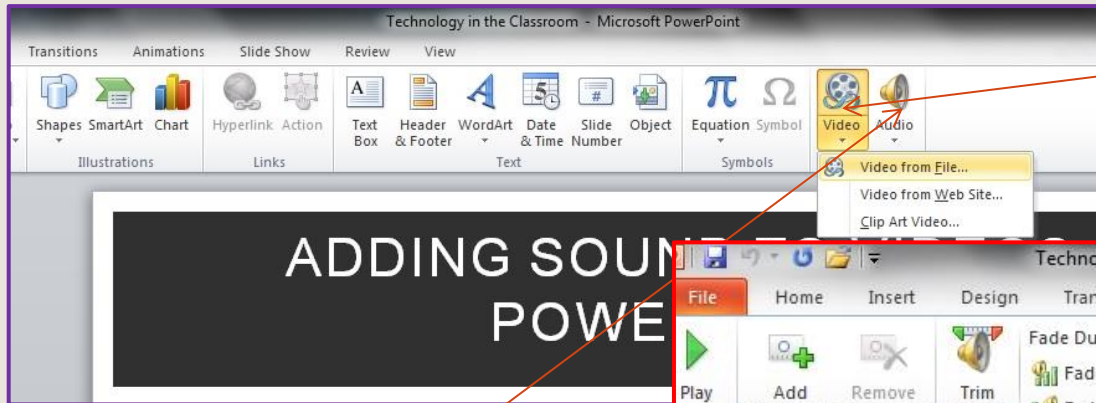 Technology in the Classroom - Microsoft PowerPoint
Transitions Animations Slide Show Review View
Shapes SmartArt Chart Hyperlink Action Text Box Header & Footer WordArt Date & Time Slide Number Object Equation Symbol Video Audio
Illustrations Links Text Symbols
Video from File...
Video from Web Site...
Clip Art Video...
ADDING SOUN
POWE
Techno
File Home Insert Design Tran
Fade Du
Fad
Play Add Remove Trim